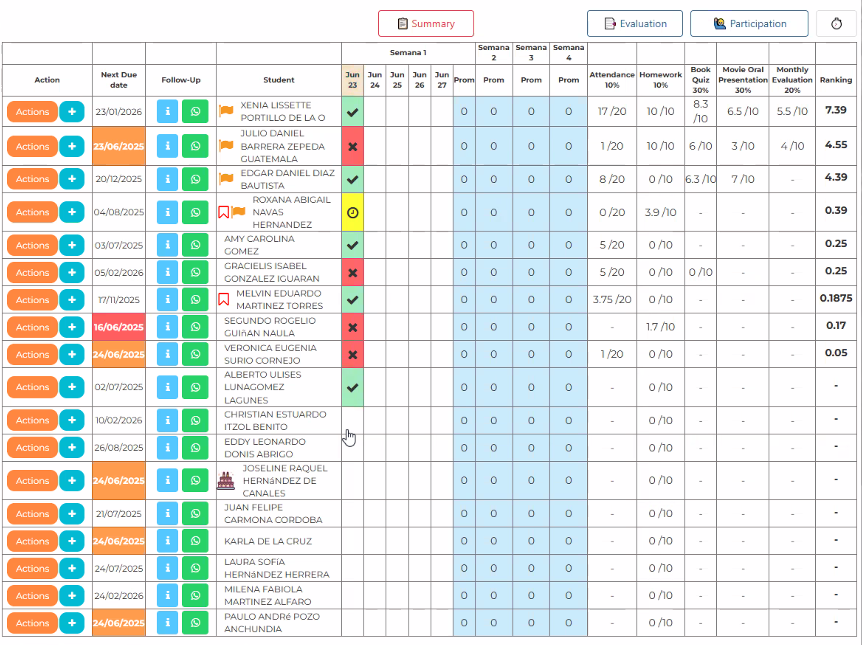 Summary
Evaluation
Participation
Semana 1
Semana 2
Semana 3
Semana 4
Action
Next Due date
Follow-Up
Student
Jun 23
Jun 24
Jun 25
Jun 26
Jun 27
Prom
Prom
Prom
Prom
Attendance 10%
Homework 10%
Book Quiz 30%
Movie Oral Presentation 30%
Monthly Evaluation 20%
Ranking
Actions + 23/01/2026 i XENIA LISSETTE PORTILLO DE LA O 0 0 0 0 17 /20 10 /10 8.3 /10 6.5 /10 5.5 /10 7.39
Actions + 23/06/2025 i JULIO DANIEL BARRERA ZEPEDA GUATEMALA 0 0 0 0 1 /20 10 /10 6 /10 3 /10 4 /10 4.55
Actions + 20/12/2025 i EDGAR DANIEL DIAZ BAUTISTA 0 0 0 0 8 /20 0 /10 6.3 /10 7 /10 - 4.39
Actions + 04/08/2025 i ROXANA ABIGAIL NAVAS HERNANDEZ 0 0 0 0 0 /20 3.9 /10 - - - 0.39
Actions + 03/07/2025 i AMY CAROLINA GOMEZ 0 0 0 0 5 /20 0 /10 - - - 0.25
Actions + 05/02/2026 i GRACIELIS ISABEL GONZALEZ IGUARAN 0 0 0 0 5 /20 0 /10 0 /10 - - 0.25
Actions + 17/11/2025 i MELVIN EDUARDO MARTINEZ TORRES 0 0 0 0 3.75 /20 0 /10 - - - 0.1875
Actions + 16/06/2025 i SEGUNDO ROGELIO GUIñAN NAULA 0 0 0 0 - 1.7 /10 - - - 0.17
Actions + 24/06/2025 i VERONICA EUGENIA SURIO CORNEJO 0 0 0 0 1 /20 0 /10 - - - 0.05
Actions + 02/07/2025 i ALBERTO ULISES LUNAGOMEZ LAGUNES 0 0 0 0 - 0 /10 - - - -
Actions + 10/02/2026 i CHRISTIAN ESTUARDO ITZOL BENITO 0 0 0 0 - 0 /10 - - - -
Actions + 26/08/2025 i EDDY LEONARDO DONIS ABRIGO 0 0 0 0 - 0 /10 - - - -
Actions + 24/06/2025 i JOSELINE RAQUEL HERNáNDEZ DE CANALES 0 0 0 0 - 0 /10 - - - -
Actions + 21/07/2025 i JUAN FELIPE CARMONA CORDOBA 0 0 0 0 - 0 /10 - - - -
Actions + 24/06/2025 i KARLA DE LA CRUZ 0 0 0 0 - 0 /10 - - - -
Actions + 24/07/2025 i LAURA SOFíA HERNáNDEZ HERRERA 0 0 0 0 - 0 /10 - - - -
Actions + 24/02/2026 i MILENA FABIOLA MARTINEZ ALFARO 0 0 0 0 - 0 /10 - - - -
Actions + 24/06/2025 i PAULO ANDRé POZO ANCHUNDIA 0 0 0 0 - 0 /10 - - - -